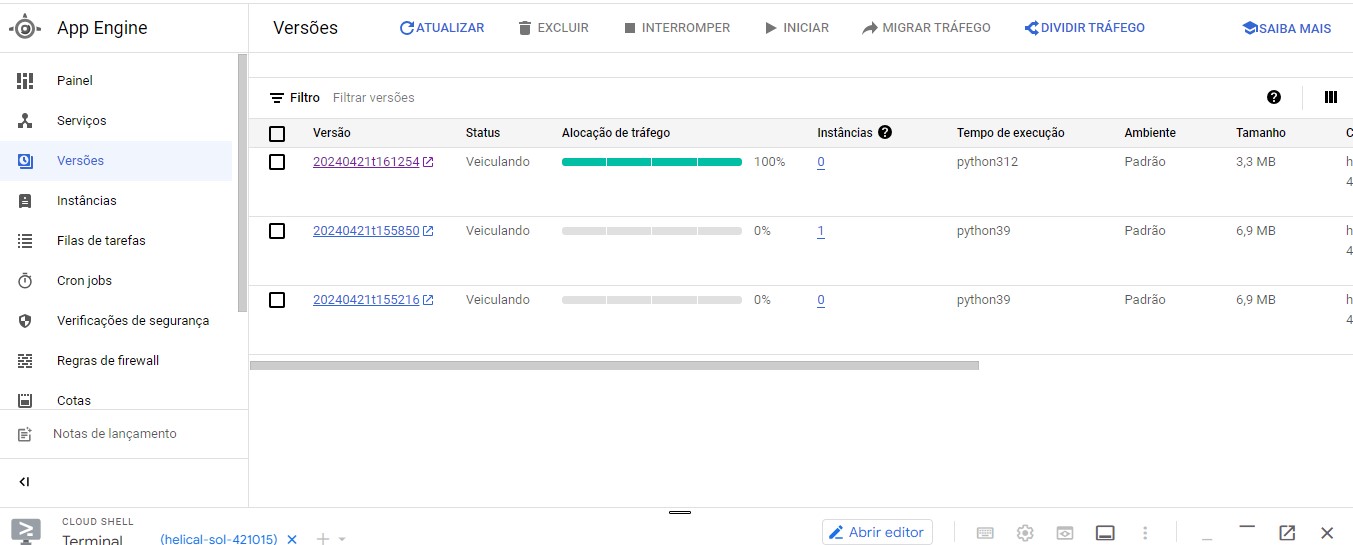 App Engine
Versões
ATUALIZAR
EXCLUIR
INTERROMPER
INICIAR
MIGRAR TRÁFEGO
DIVIDIR TRÁFEGO
SAIBA MAIS
Painel
Serviços
Versões
Instâncias
Filas de tarefas
Cron jobs
Verificações de segurança
Regras de firewall
Cotas
Notas de lançamento
Filtro Filtrar versões
Versão Status Alocação de tráfego Instâncias Tempo de execução Ambiente Tamanho C
20240421t161254 Veiculando 100% 0 python312 Padrão 3,3 MB h
4
20240421t155850 Veiculando 0% 1 python39 Padrão 6,9 MB h
4
20240421t155216 Veiculando 0% 0 python39 Padrão 6,9 MB h
4
CLOUD SHELL
Terminal (helical-sol-421015)
Abrir editor